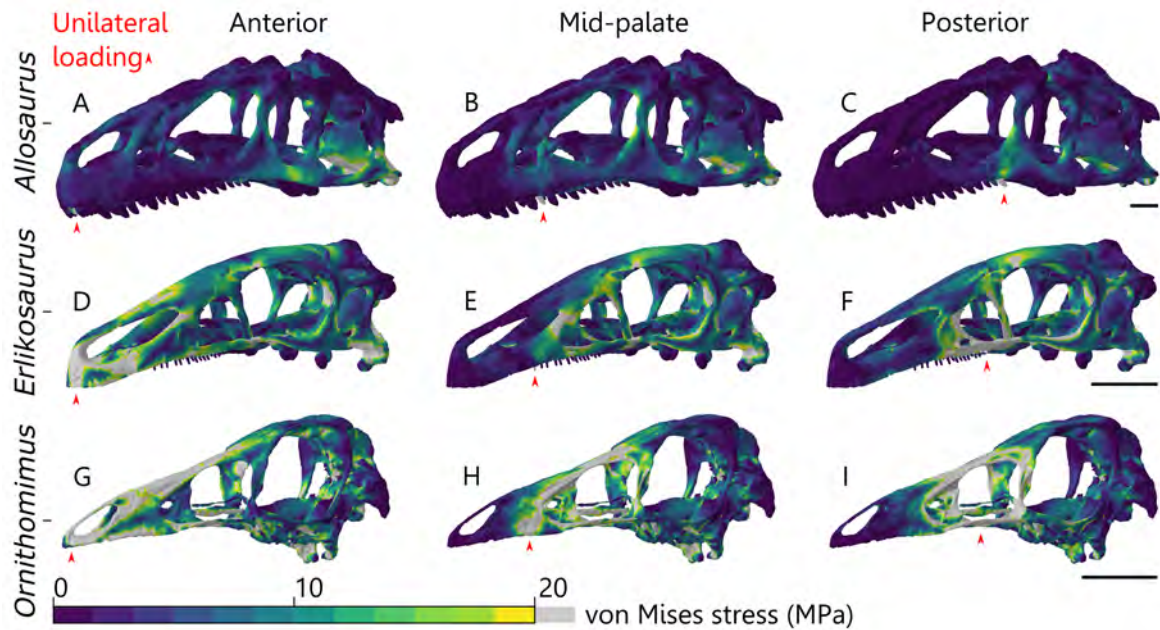 Unilateral loading Anterior Mid-palate Posterior
Allosaurus
A B C
Erlikosaurus
D E F
Ornithomimus
G H I
0 10 20 von Mises stress (MPa)